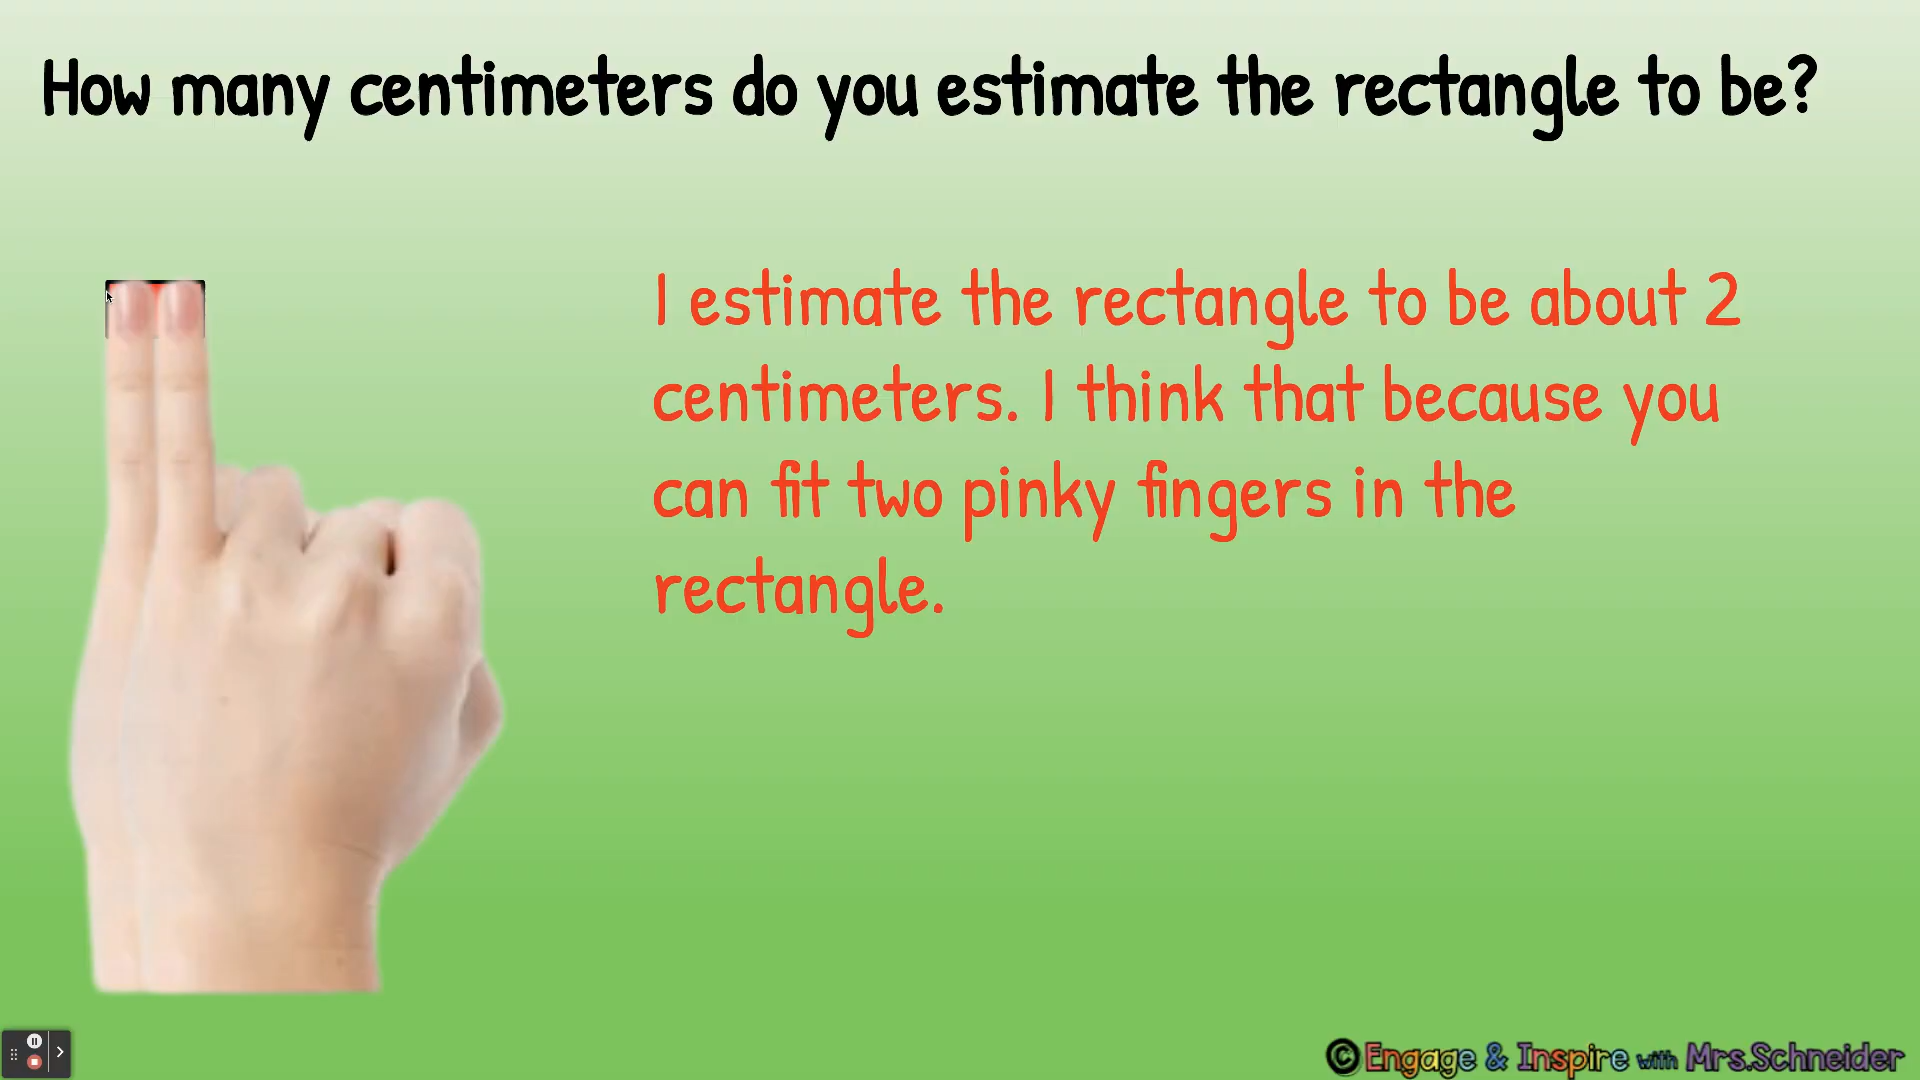 How many centimeters do you estimate the rectangle to be?
I estimate the rectangle to be about 2
centimeters. I think that because you
can fit two pinky fingers in the
rectangle.
©Engage & Inspire with Mrs.Schneider